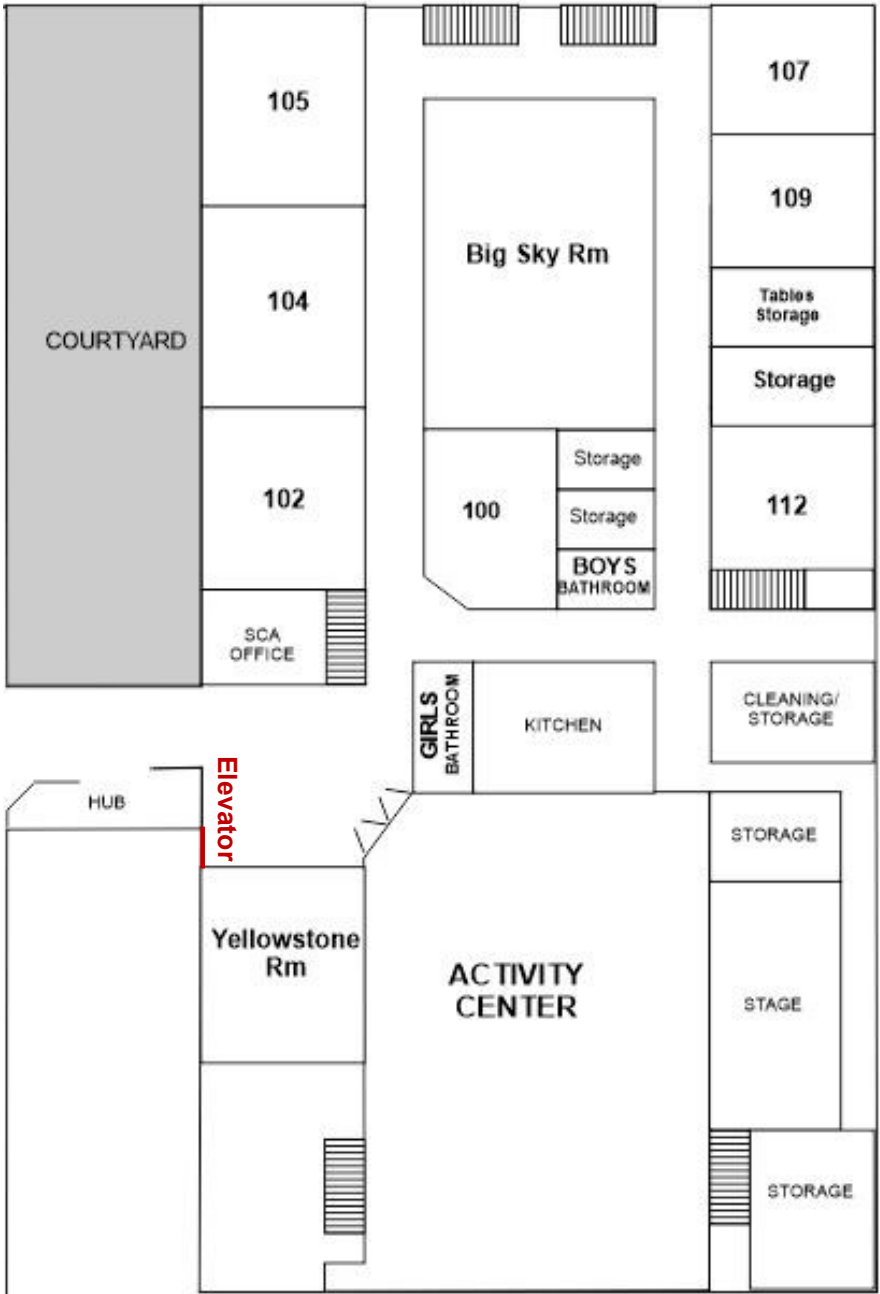 105
107
109
Big Sky Rm
104
Tables
Storage
COURTYARD
Storage
Storage
102
100
Storage
112
BOYS
BATHROOM
SCA
OFFICE
GIRLS
BATHROOM
KITCHEN
CLEANING/
STORAGE
Elevator
HUB
STORAGE
Yellowstone
Rm
ACTIVITY
CENTER
STAGE
STORAGE